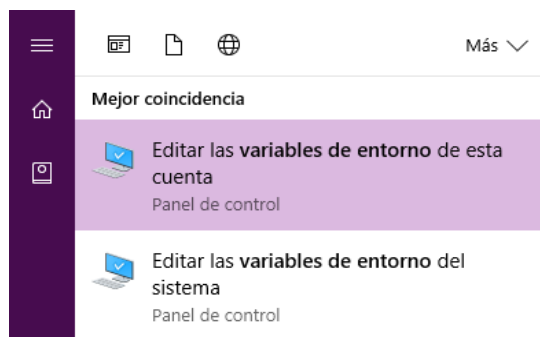 Más
Mejor coincidencia
Editar las variables de entorno de esta
cuenta
Panel de control
Editar las variables de entorno del
sistema
Panel de control